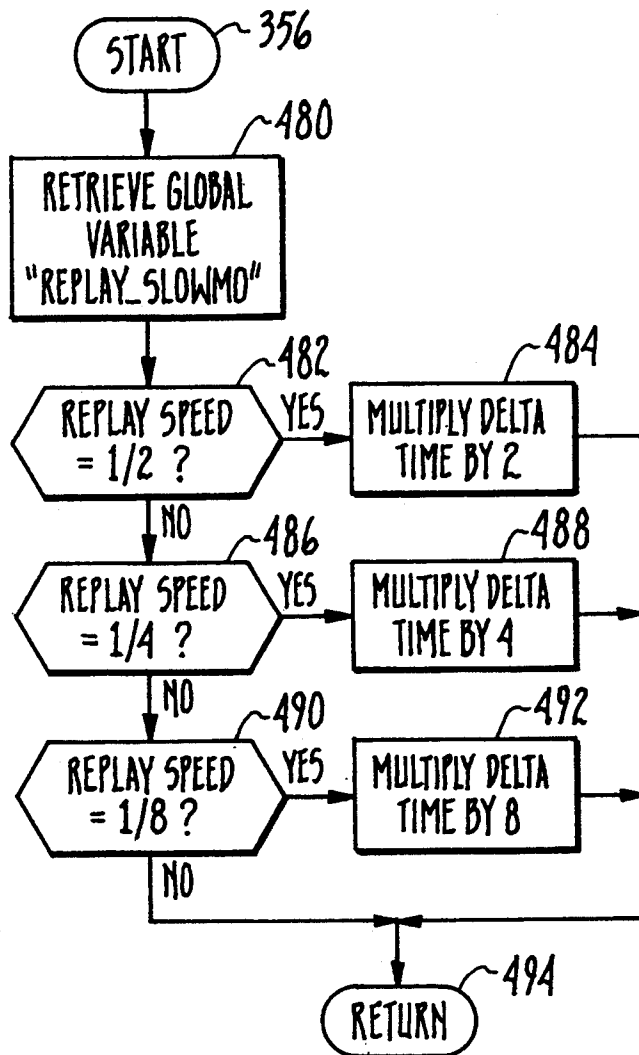 START
356
480
RETRIEVE GLOBAL
VARIABLE
"REPLAY_SLOWMO"
482
REPLAY SPEED
= 1/2 ?
YES
484
MULTIPLY DELTA
TIME BY 2
NO
486
REPLAY SPEED
= 1/4 ?
YES
488
MULTIPLY DELTA
TIME BY 4
NO
490
REPLAY SPEED
= 1/8 ?
YES
492
MULTIPLY DELTA
TIME BY 8
NO
494
RETURN